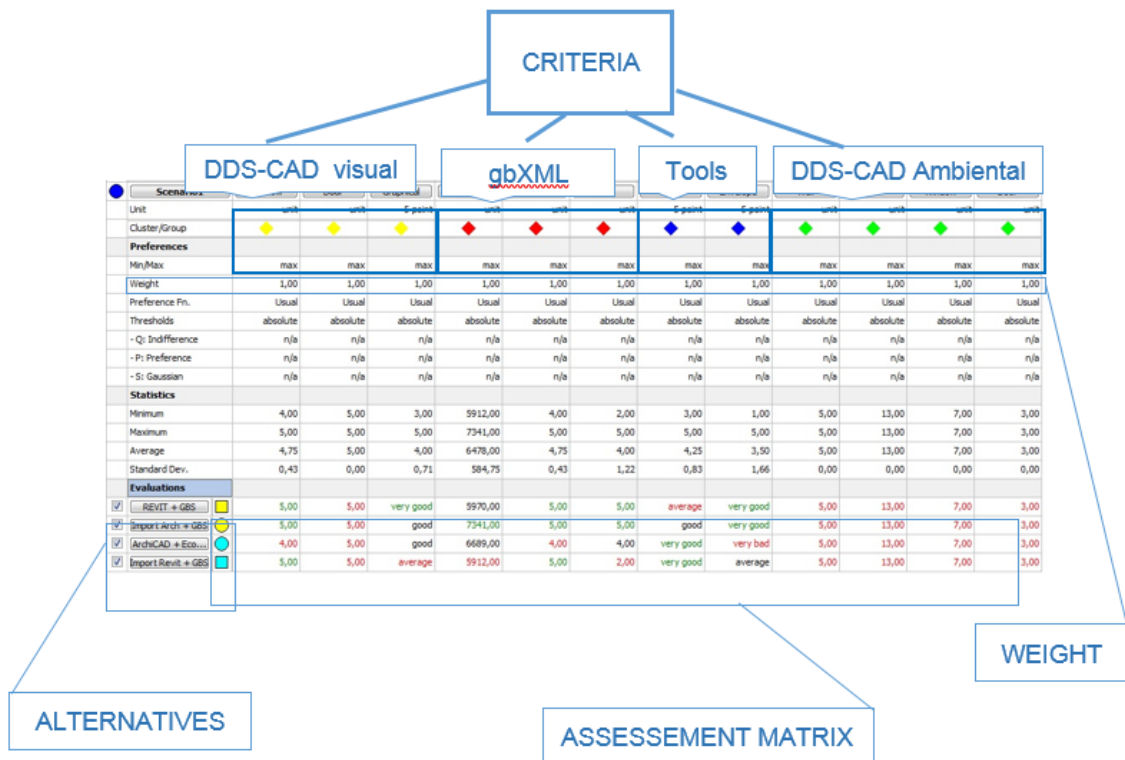 CRITERIA
DDS-CAD visual
gbXML
Tools
DDS-CAD Ambiental
Scenario1
Unit unit unit 5-point unit unit unit 5-point 5-point unit unit unit unit
Cluster/Group
Preferences
Min/Max max max max max max max max max max max max max
Weight 1,00 1,00 1,00 1,00 1,00 1,00 1,00 1,00 1,00 1,00 1,00 1,00
Preference Fn. Usual Usual Usual Usual Usual Usual Usual Usual Usual Usual Usual Usual
Thresholds absolute absolute absolute absolute absolute absolute absolute absolute absolute absolute absolute absolute
- Q: Indifference n/a n/a n/a n/a n/a n/a n/a n/a n/a n/a n/a n/a
- P: Preference n/a n/a n/a n/a n/a n/a n/a n/a n/a n/a n/a n/a
- S: Gaussian n/a n/a n/a n/a n/a n/a n/a n/a n/a n/a n/a n/a
Statistics
Minimum 4,00 5,00 3,00 5912,00 4,00 2,00 3,00 1,00 5,00 13,00 7,00 3,00
Maximum 5,00 5,00 5,00 7341,00 5,00 5,00 5,00 5,00 5,00 13,00 7,00 3,00
Average 4,75 5,00 4,00 6478,00 4,75 4,00 4,25 3,50 5,00 13,00 7,00 3,00
Standard Dev. 0,43 0,00 0,71 584,75 0,43 1,22 0,83 1,66 0,00 0,00 0,00 0,00
Evaluations
REVIT + GBS 5,00 5,00 very good 5970,00 5,00 5,00 average very good 5,00 13,00 7,00 3,00
Import Arch + GBS 5,00 5,00 good 7341,00 5,00 5,00 good very good 5,00 13,00 7,00 3,00
ArchiCAD + Eco... 4,00 5,00 good 6689,00 4,00 4,00 very good very bad 5,00 13,00 7,00 3,00
Import Revit + GBS 5,00 5,00 average 5912,00 5,00 2,00 very good average 5,00 13,00 7,00 3,00
WEIGHT
ALTERNATIVES
ASSESSEMENT MATRIX